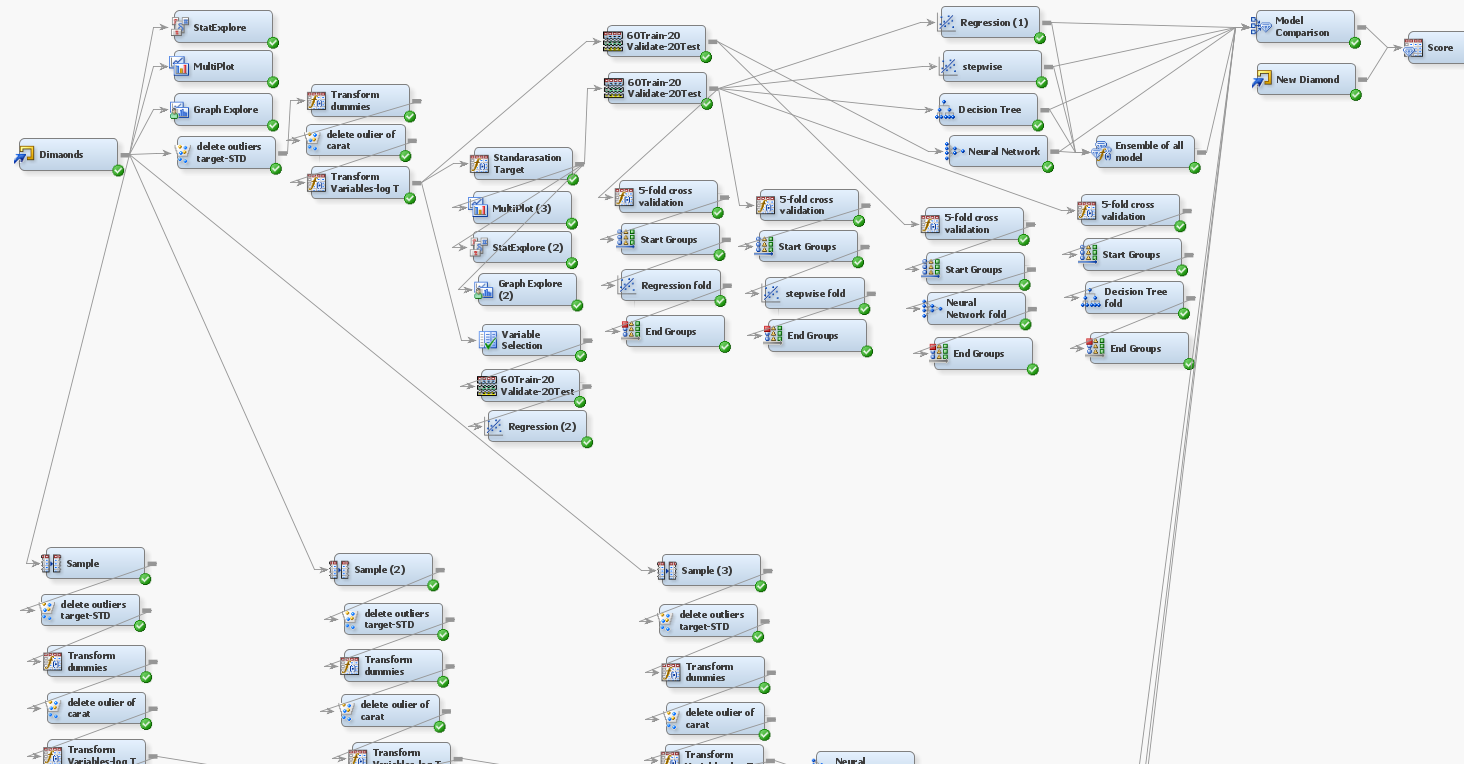 StatExplore
MultiPlot
Graph Explore
Dimaonds
delete outliers
target-STD
Transform
dummies
delete oulier of
carat
Transform
Variables-log T
60Train-20
Validate-20Test
60Train-20
Validate-20Test
Standarasation
Target
MultiPlot (3)
StatExplore (2)
Graph Explore
(2)
Variable
Selection
60Train-20
Validate-20Test
Regression (2)
5-fold cross
validation
Start Groups
Regression fold
End Groups
5-fold cross
validation
Start Groups
stepwise fold
End Groups
Regression (1)
stepwise
Decision Tree
Neural Network
Ensemble of all
model
5-fold cross
validation
Start Groups
Neural
Network fold
End Groups
5-fold cross
validation
Start Groups
Decision Tree
fold
End Groups
Model
Comparison
New Diamond
Score
Sample
delete outliers
target-STD
Transform
dummies
delete oulier of
carat
Transform
Variables-log T
Sample (2)
delete outliers
target-STD
Transform
dummies
delete oulier of
carat
Transform
Variables-log T
Sample (3)
delete outliers
target-STD
Transform
dummies
delete oulier of
carat
Transform
Variables-log T
Neural